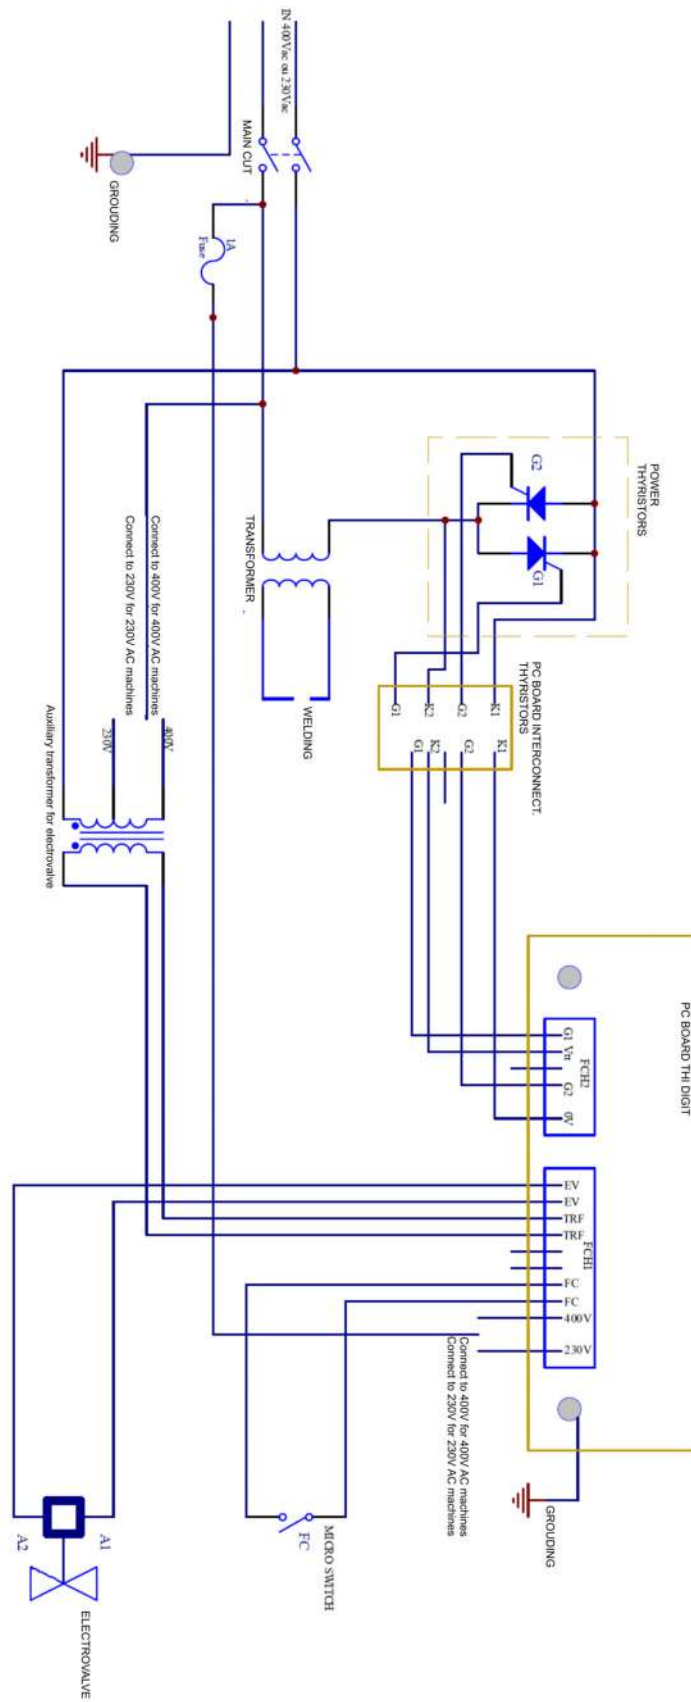 IN 400Vac ou 230Vac
MAIN CUT
GROUDING
1A
Fuse
POWER
THYRISTORS
G2
G1
TRANSFORMER .
WELDING
Connect to 400V for 400V AC machines
Connect to 230V for 230V AC machines
400V
230V
Auxiliary transformer for electrovalve
PC BOARD INTERCONNECT.
THYRISTORS
K1
G2
K2
G1
K1
G2
K2
G1
PC BOARD THI DIGIT
FCH2
G1
G2
0V
FCH1
EV
EV
TRF
TRF
FC
FC
400V
230V
Connect to 400V for 400V AC machines
Connect to 230V for 230V AC machines
GROUDING
MICRO SWITCH
FC
A1
A2
ELECTROVALVE